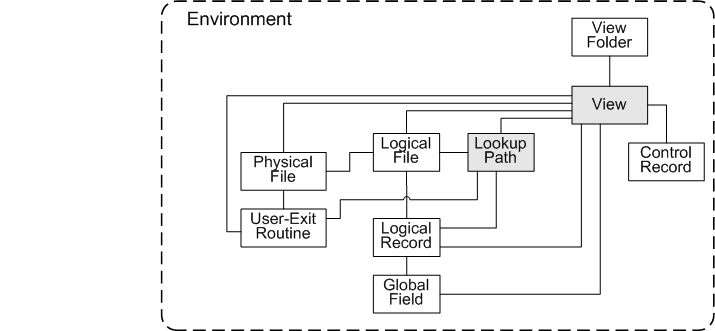 Environment
View
Folder
View
Logical
File
Lookup
Path
Control
Record
Physical
File
User-Exit
Routine
Logical
Record
Global
Field